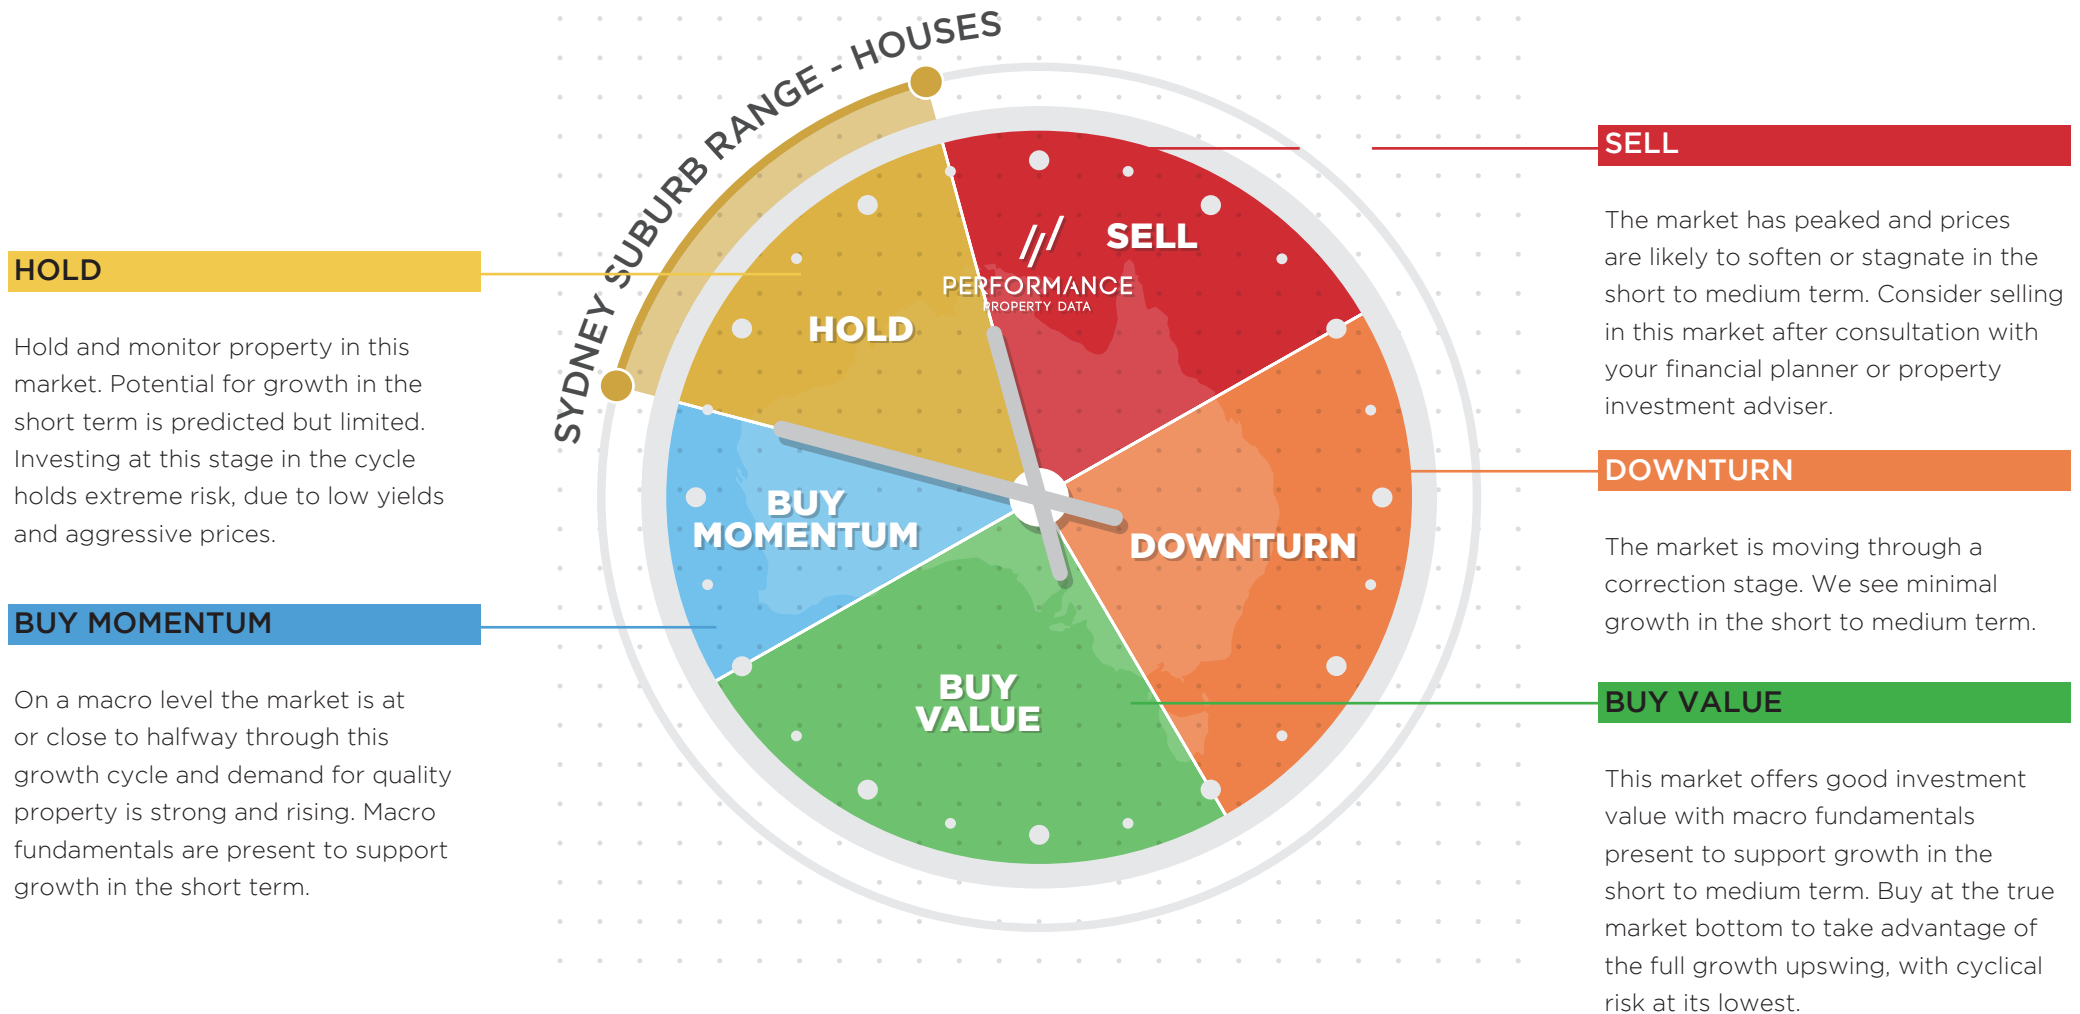 SYDNEY SUBURB RANGE - HOUSES
HOLD
Hold and monitor property in this
market. Potential for growth in the
short term is predicted but limited.
Investing at this stage in the cycle
holds extreme risk, due to low yields
and aggressive prices.
BUY MOMENTUM
On a macro level the market is at
or close to halfway through this
growth cycle and demand for quality
property is strong and rising. Macro
fundamentals are present to support
growth in the short term.
SELL
PERFORMANCE
PROPERTY DATA
HOLD
BUY
MOMENTUM
DOWNTURN
BUY
VALUE
SELL
The market has peaked and prices
are likely to soften or stagnate in the
short to medium term. Consider selling
in this market after consultation with
your financial planner or property
investment adviser.
DOWNTURN
The market is moving through a
correction stage. We see minimal
growth in the short to medium term.
BUY VALUE
This market offers good investment
value with macro fundamentals
present to support growth in the
short to medium term. Buy at the true
market bottom to take advantage of
the full growth upswing, with cyclical
risk at its lowest.